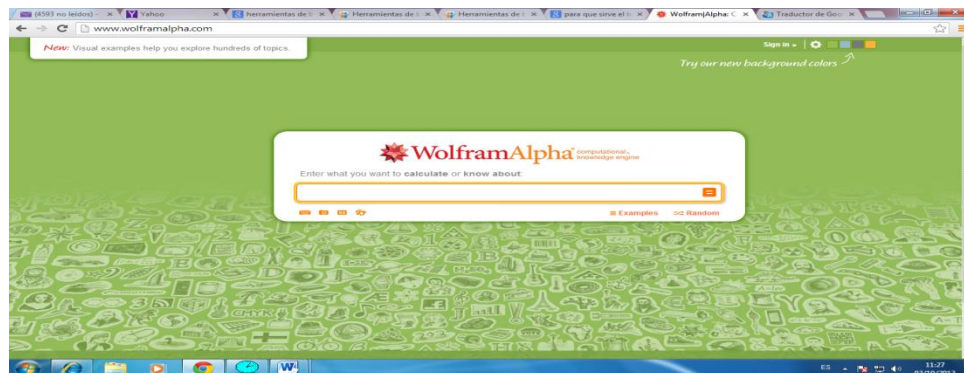 (4593 no leidos) -
Yahoo
herramientas de b
Herramientas de b
Herramientas de b
para que sirve el b
Wolfram|Alpha: C
Traductor de Goo
www.wolframalpha.com
New: Visual examples help you explore hundreds of topics.
Sign in
Try our new background colors
WolframAlpha computational knowledge engine
Enter what you want to calculate or know about:
Examples Random
ES
11:27